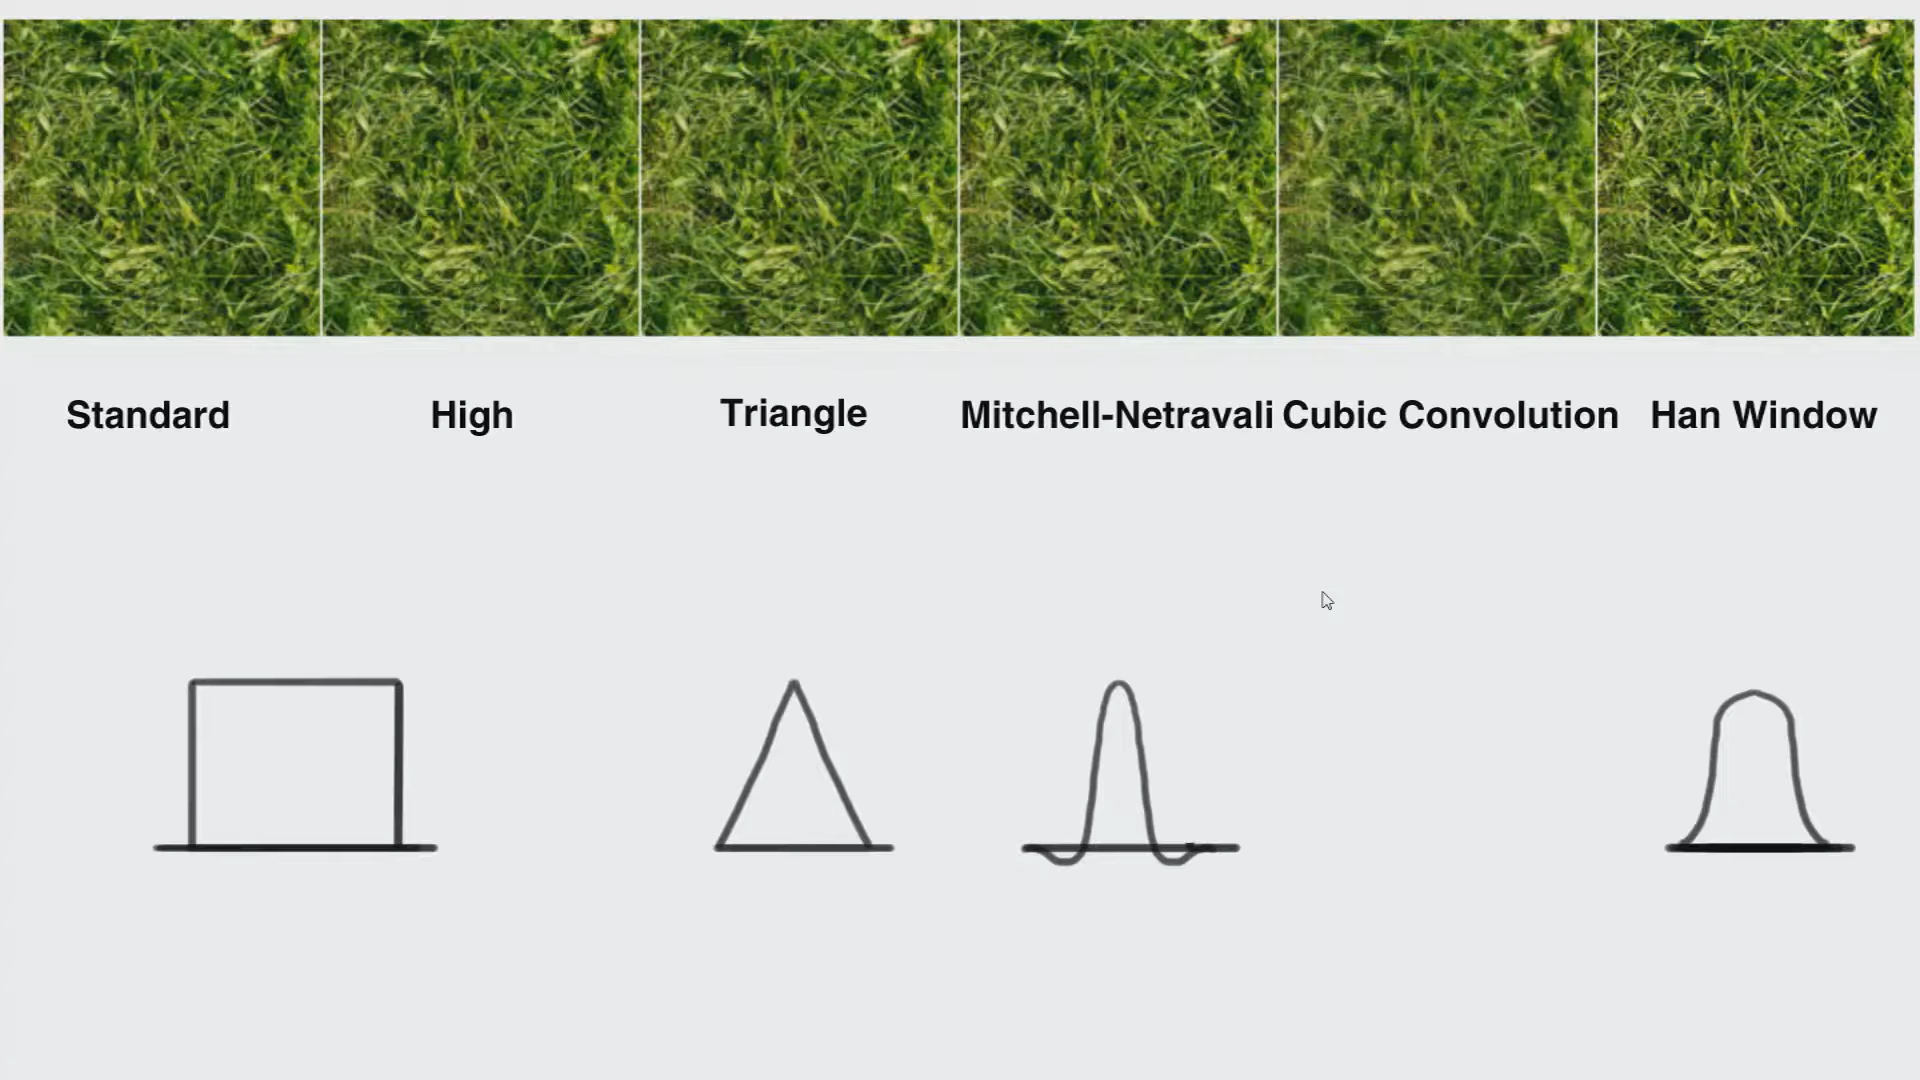 Standard
High
Triangle
Mitchell-Netravali
Cubic Convolution
Han Window